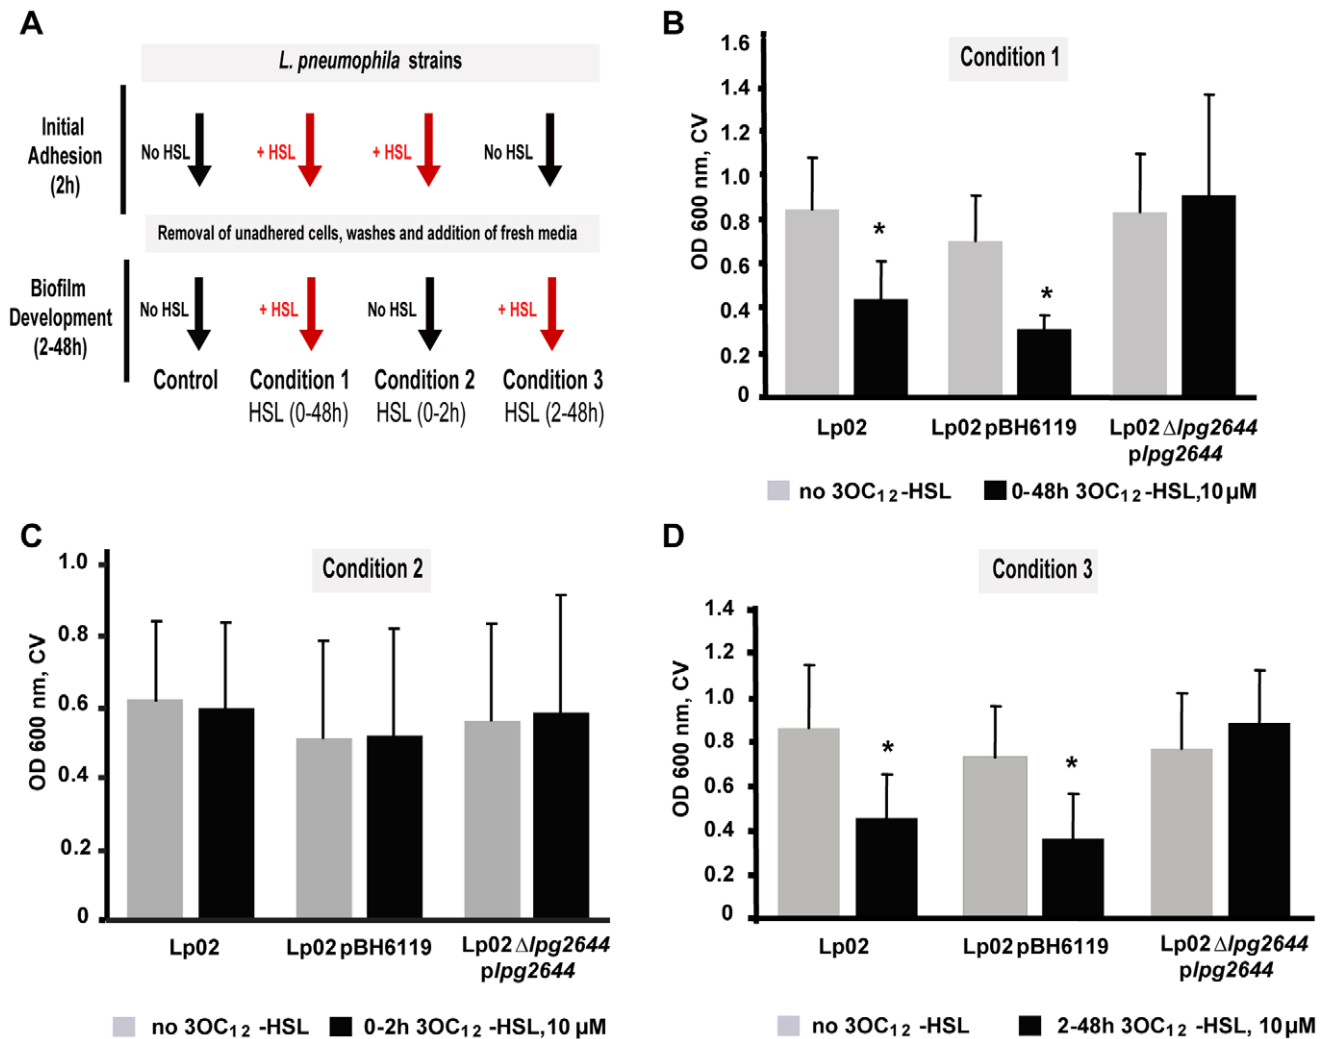 A
L. pneumophila strains
Initial
Adhesion
(2h)
No HSL
+ HSL
+ HSL
No HSL
Removal of unadhered cells, washes and addition of fresh media
Biofilm
Development
(2-48h)
No HSL
+ HSL
No HSL
+ HSL
Control
Condition 1
HSL (0-48h)
Condition 2
HSL (0-2h)
Condition 3
HSL (2-48h)
B
Condition 1
OD 600 nm, CV
1.6
1.4
1.2
1.0
0.8
0.6
0.4
0.2
0
*
*
Lp02
Lp02 pBH6119
Lp02 Δlpg2644
plpg2644
no 3OC12-HSL
0-48h 3OC12-HSL,10 µM
C
Condition 2
OD 600 nm, CV
1.0
0.8
0.6
0.4
0.2
0
Lp02
Lp02 pBH6119
Lp02 Δlpg2644
plpg2644
no 3OC12 -HSL
0-2h 3OC12 -HSL, 10 µM
D
Condition 3
OD 600 nm, CV
1.4
1.2
1.0
0.8
0.6
0.4
0.2
0
*
*
Lp02
Lp02 pBH6119
Lp02 Δlpg2644
plpg2644
no 3OC12 -HSL
2-48h 3OC12 -HSL, 10 µM